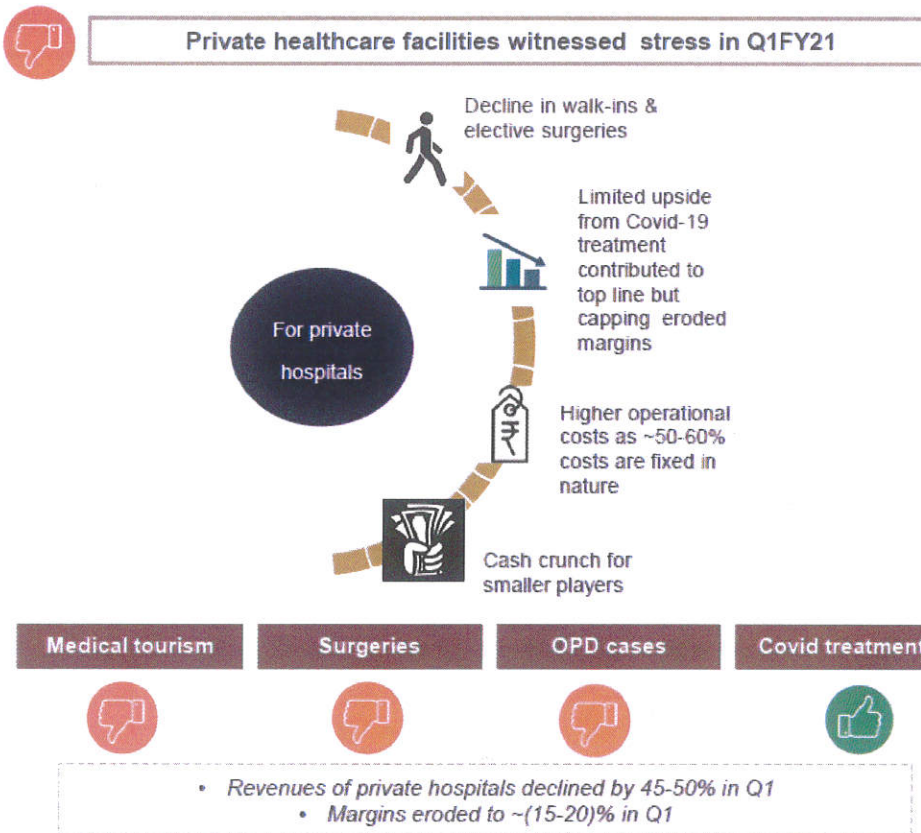 Private healthcare facilities witnessed stress in Q1FY21
Decline in walk-ins &
elective surgeries
Limited upside
from Covid-19
treatment
contributed to
top line but
capping eroded
margins
For private
hospitals
₹
Higher operational
costs as ~50-60%
costs are fixed in
nature
Cash crunch for
smaller players
Medical tourism
Surgeries
OPD cases
Covid treatment
• Revenues of private hospitals declined by 45-50% in Q1
• Margins eroded to ~(15-20)% in Q1